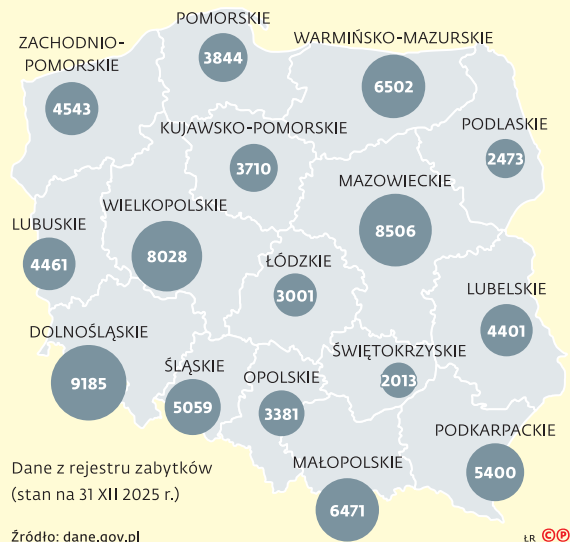 POMORSKIE
3844
ZACHODNIO-
POMORSKIE
4543
WARMIŃSKO-MAZURSKIE
6502
KUJAWSKO-POMORSKIE
3710
PODLASKIE
2473
MAZOWIECKIE
8506
WIELKOPOLSKIE
8028
LUBUSKIE
4461
ŁÓDZKIE
3001
LUBELSKIE
4401
DOLNOŚLĄSKIE
9185
ŚLĄSKIE
5059
OPOLSKIE
3381
ŚWIĘTOKRZYSKIE
2013
PODKARPACKIE
5400
MAŁOPOLSKIE
6471
Dane z rejestru zabytków
(stan na 31 XII 2025 r.)
Źródło: dane.gov.pl
ŁR ©℗